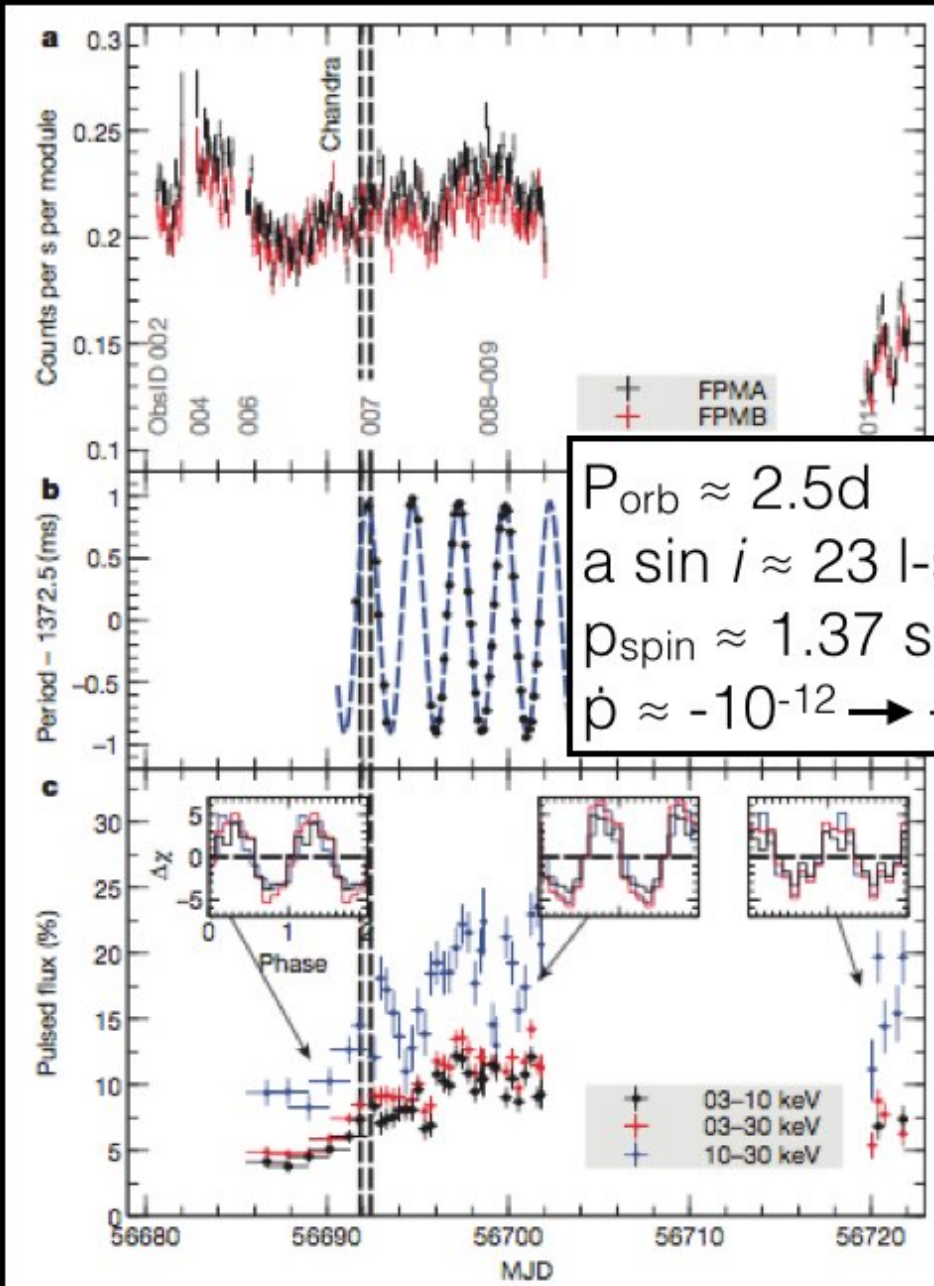 a
0.3
0.25
0.2
0.15
0.1
Counts per s per module
Chandra
ObsID 002
004
006
007
008–009
011
FPMA
FPMB
b
1
0.5
0
−0.5
−1
Period − 1372.5 (ms)
P_orb ≈ 2.5d
a sin i ≈ 23 l-
p_spin ≈ 1.37 s
ṗ ≈ -10⁻¹² →
c
30
25
20
15
10
5
0
Pulsed flux (%)
Δχ
5
0
−5
0 1
Phase
03–10 keV
03–30 keV
10–30 keV
56680 56690 56700 56710 56720
MJD